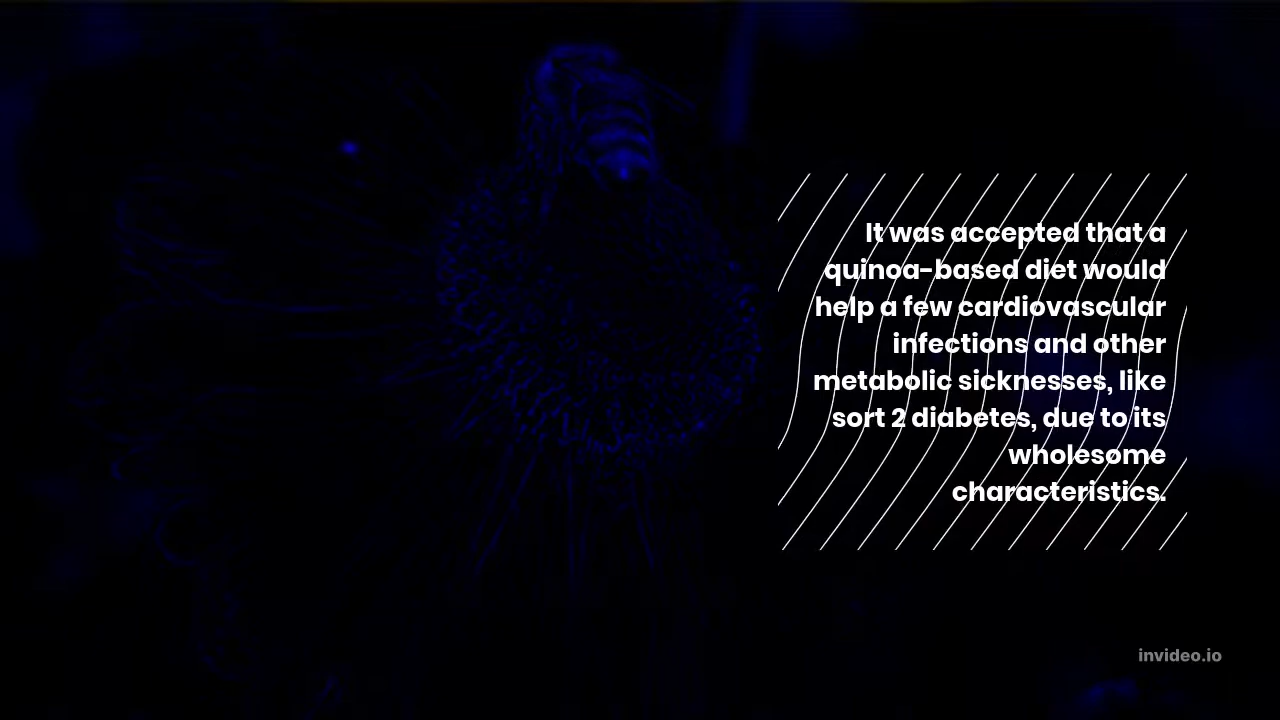 It was accepted that a
quinoa-based diet would
help a few cardiovascular
infections and other
metabolic sicknesses, like
sort 2 diabetes, due to its
wholesome
characteristics.
invideo.io